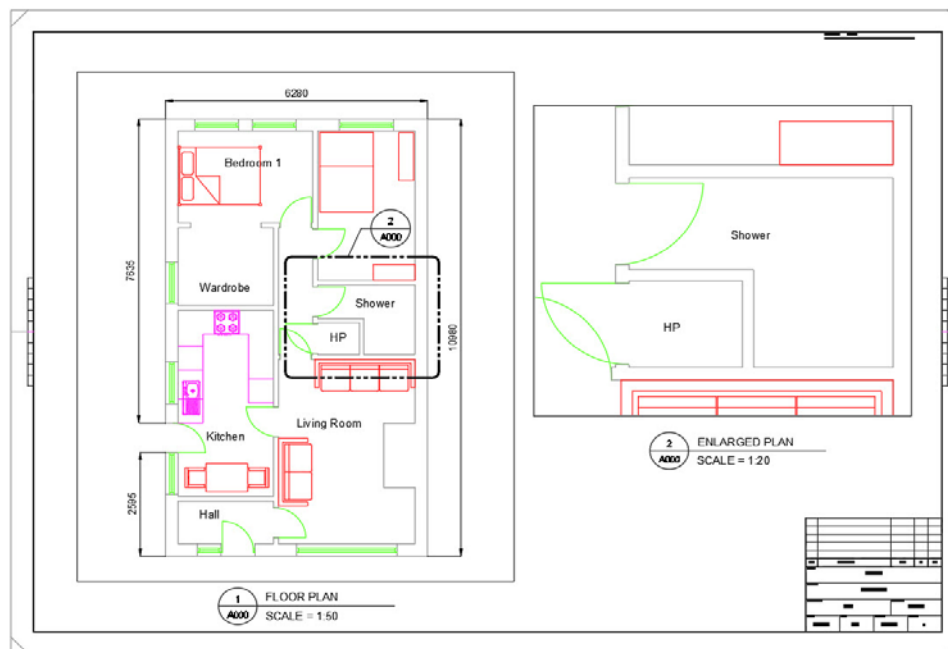 6280
Bedroom 1
2
A000
7635
Wardrobe
Shower
HP
10980
Living Room
Kitchen
2595
Hall
1
A000
FLOOR PLAN
SCALE = 1:50
Shower
HP
2
A000
ENLARGED PLAN
SCALE = 1:20